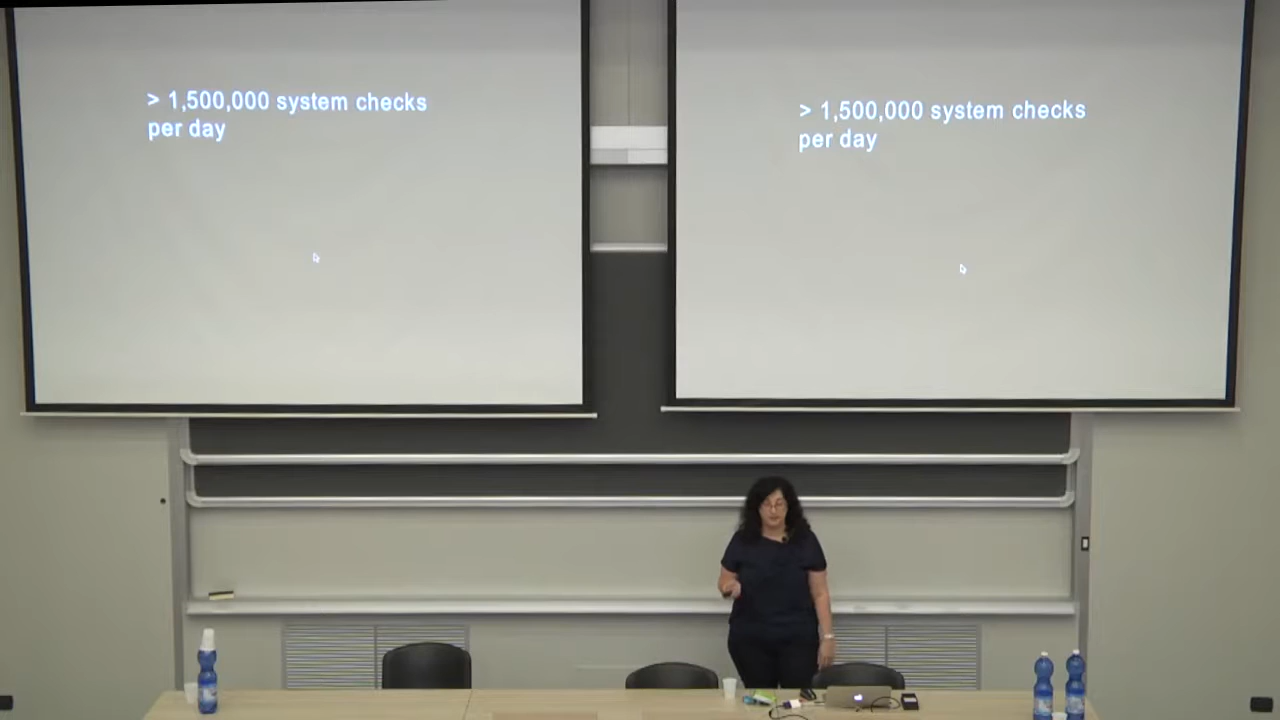 > 1,500,000 system checks
per day
> 1,500,000 system checks
per day